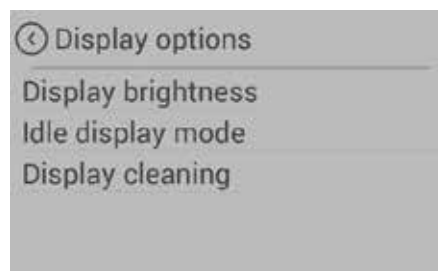 Display options
Display brightness
Idle display mode
Display cleaning